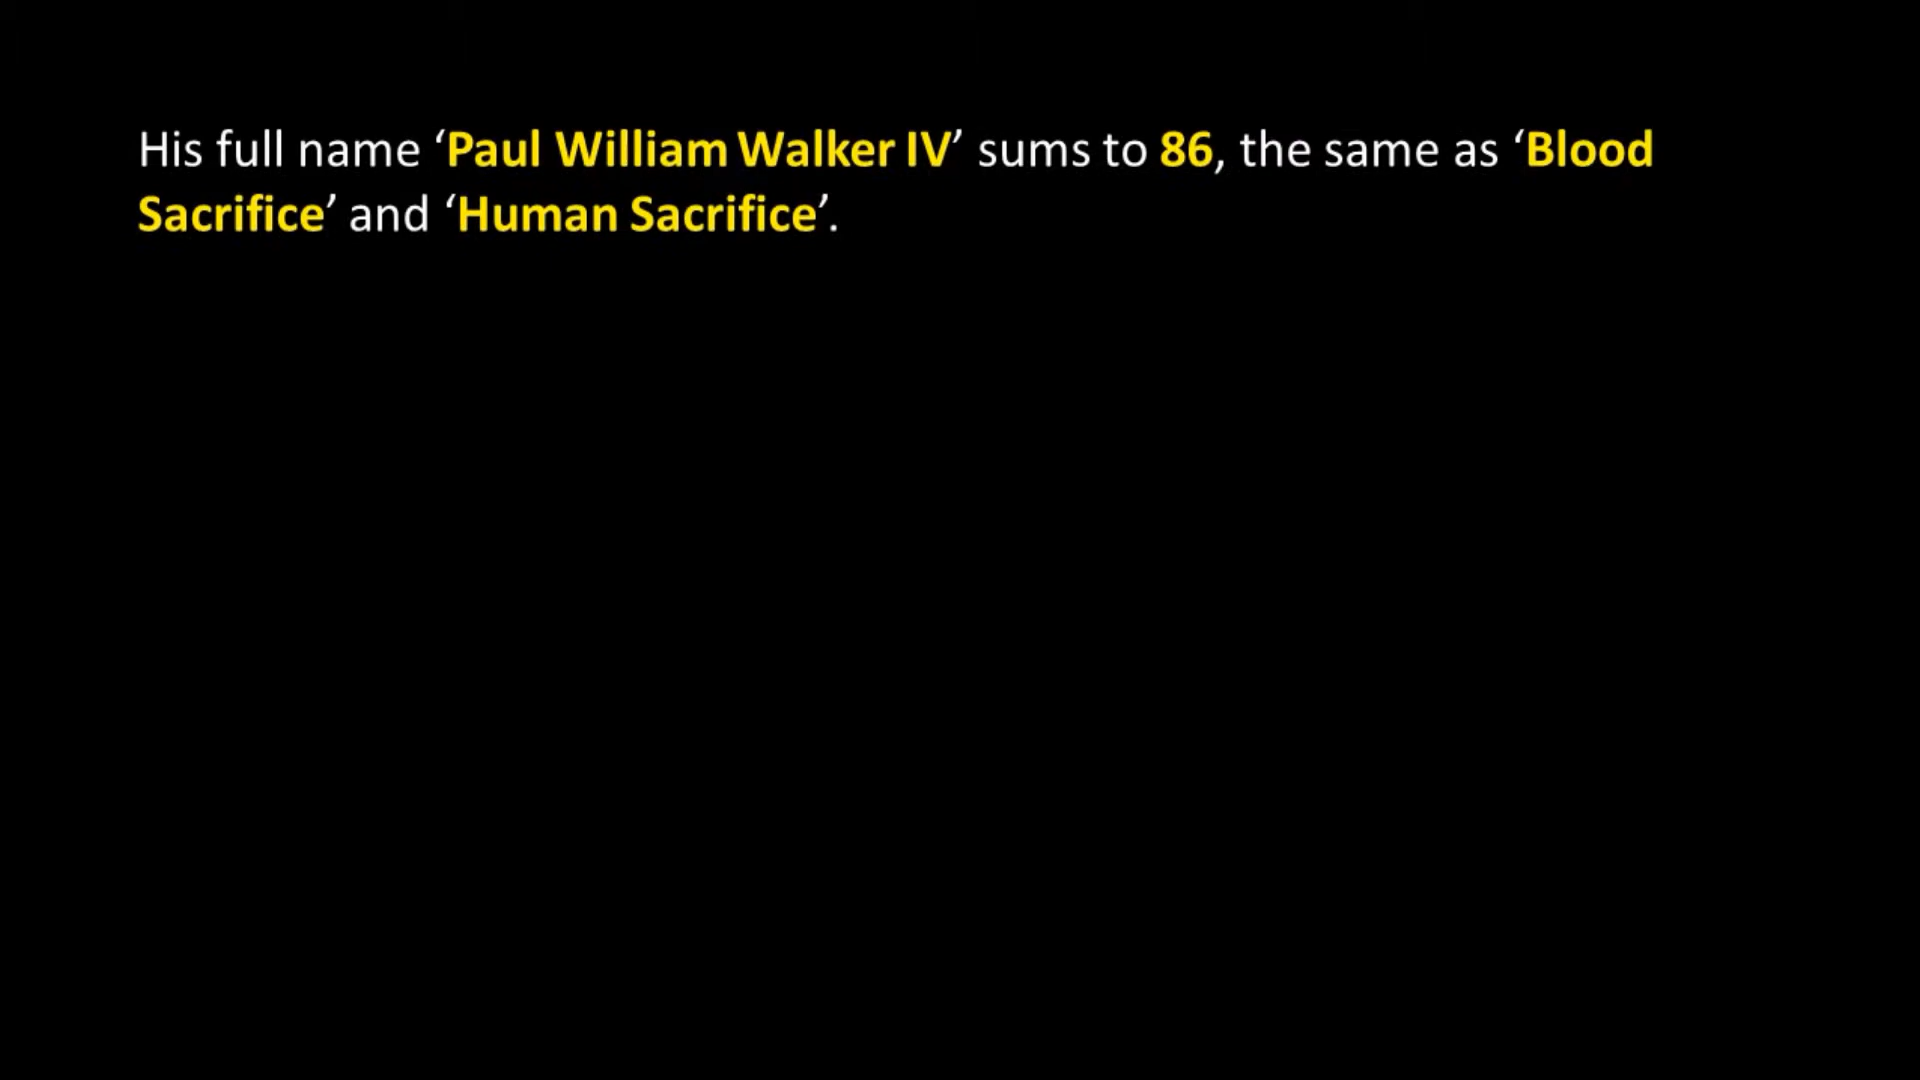 His full name ‘Paul William Walker IV’ sums to 86, the same as ‘Blood
Sacrifice’ and ‘Human Sacrifice’.